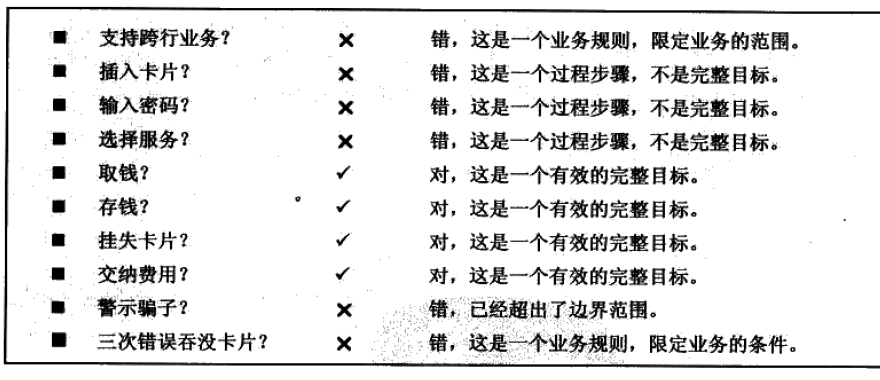 ■ 支持跨行业务? × 错，这是一个业务规则，限定业务的范围。
■ 插入卡片? × 错，这是一个过程步骤，不是完整目标。
■ 输入密码? × 错，这是一个过程步骤，不是完整目标。
■ 选择服务? × 错，这是一个过程步骤，不是完整目标。
■ 取钱? ✓ 对，这是一个有效的完整目标。
■ 存钱? ✓ 对，这是一个有效的完整目标。
■ 挂失卡片? ✓ 对，这是一个有效的完整目标。
■ 交纳费用? ✓ 对，这是一个有效的完整目标。
■ 警示骗子? × 错，已经超出了边界范围。
■ 三次错误吞没卡片? × 错，这是一个业务规则，限定业务的条件。